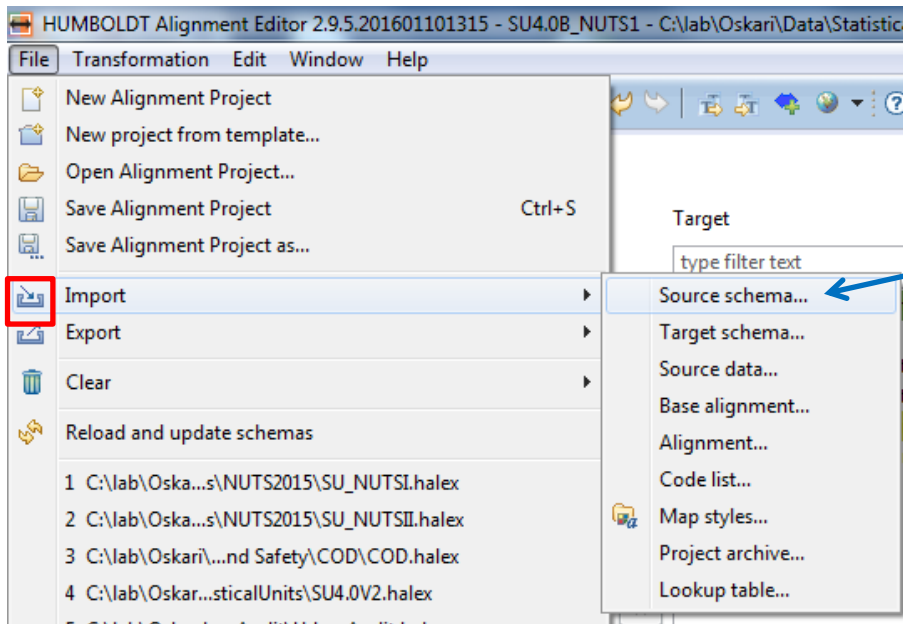 HUMBOLDT Alignment Editor 2.9.5.201601101315 - SU4.0B_NUTS1 - C:\lab\Oskari\Data\Statistic
File Transformation Edit Window Help
New Alignment Project
New project from template...
Open Alignment Project...
Save Alignment Project Ctrl+S
Save Alignment Project as...
Target
type filter text
Import
Export
Clear
Reload and update schemas
1 C:\lab\Oska...s\NUTS2015\SU_NUTSI.halex
2 C:\lab\Oska...s\NUTS2015\SU_NUTSII.halex
3 C:\lab\Oskari\...nd Safety\COD\COD.halex
4 C:\lab\Oskar...sticalUnits\SU4.0V2.halex
Source schema...
Target schema...
Source data...
Base alignment...
Alignment...
Code list...
Map styles...
Project archive...
Lookup table...